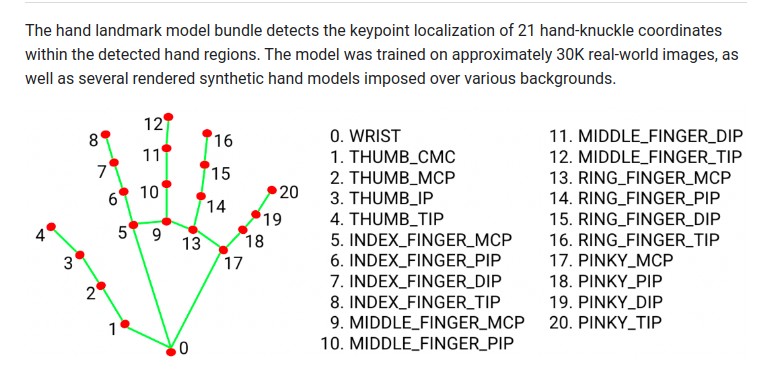 The hand landmark model bundle detects the keypoint localization of 21 hand-knuckle coordinates
within the detected hand regions. The model was trained on approximately 30K real-world images, as
well as several rendered synthetic hand models imposed over various backgrounds.
12
8
16
11
7
15
6
10
14
20
19
4
5
9
13
18
3
17
2
1
0
0. WRIST
1. THUMB_CMC
2. THUMB_MCP
3. THUMB_IP
4. THUMB_TIP
5. INDEX_FINGER_MCP
6. INDEX_FINGER_PIP
7. INDEX_FINGER_DIP
8. INDEX_FINGER_TIP
9. MIDDLE_FINGER_MCP
10. MIDDLE_FINGER_PIP
11. MIDDLE_FINGER_DIP
12. MIDDLE_FINGER_TIP
13. RING_FINGER_MCP
14. RING_FINGER_PIP
15. RING_FINGER_DIP
16. RING_FINGER_TIP
17. PINKY_MCP
18. PINKY_PIP
19. PINKY_DIP
20. PINKY_TIP